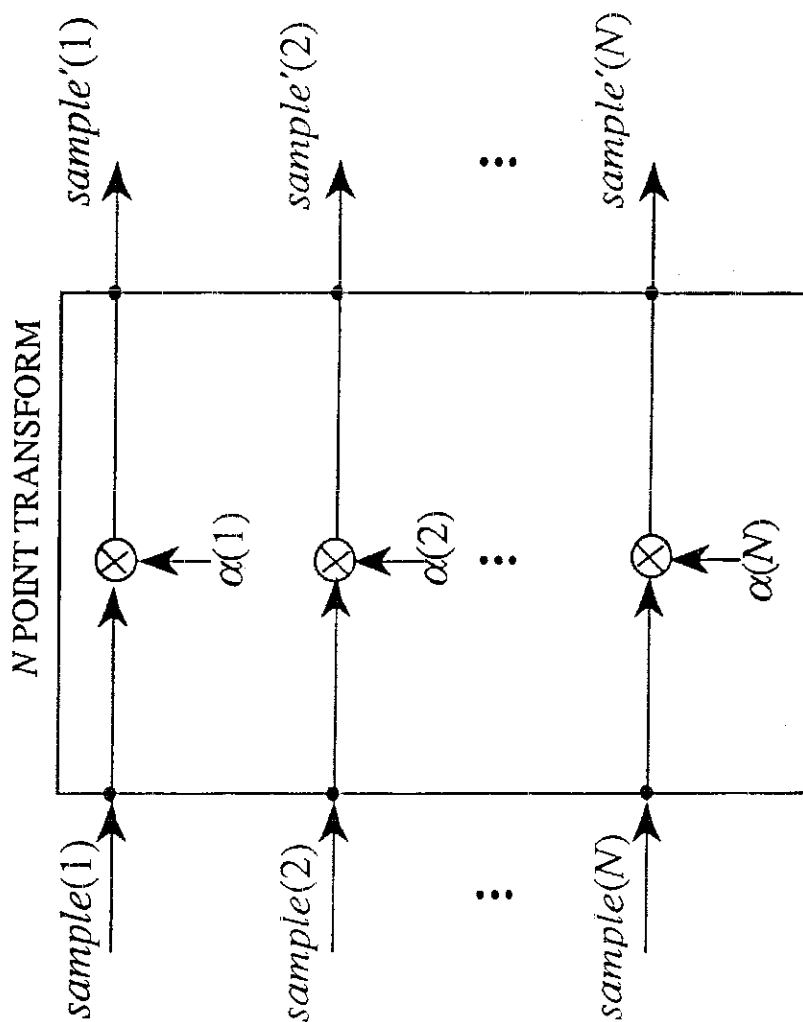 N POINT TRANSFORM
sample(1)
α(1)
sample′(1)
sample(2)
α(2)
sample′(2)
...
...
...
sample(N)
α(N)
sample′(N)